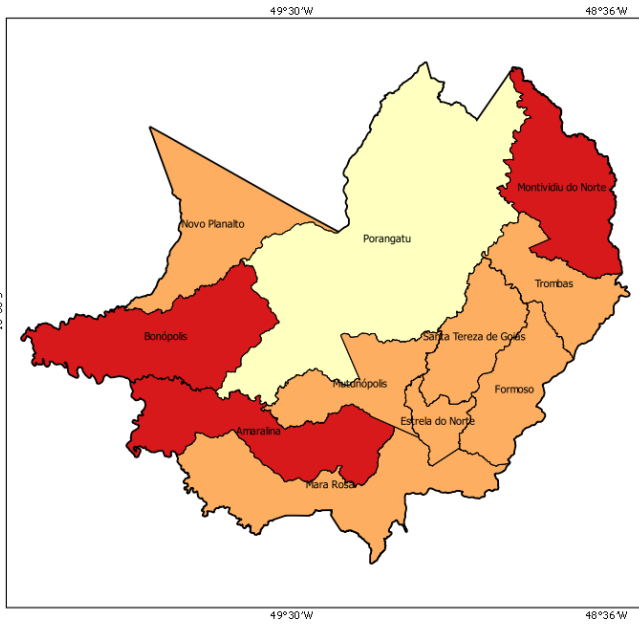 49°30´W 48°36´W
Montividiu do Norte
Novo Planalto
Porangatu
Trombas
Bonópolis
Santa Tereza de Goiás
Mutunópolis
Formoso
Estrela do Norte
Amaralina
Mara Rosa
49°30´W 48°36´W